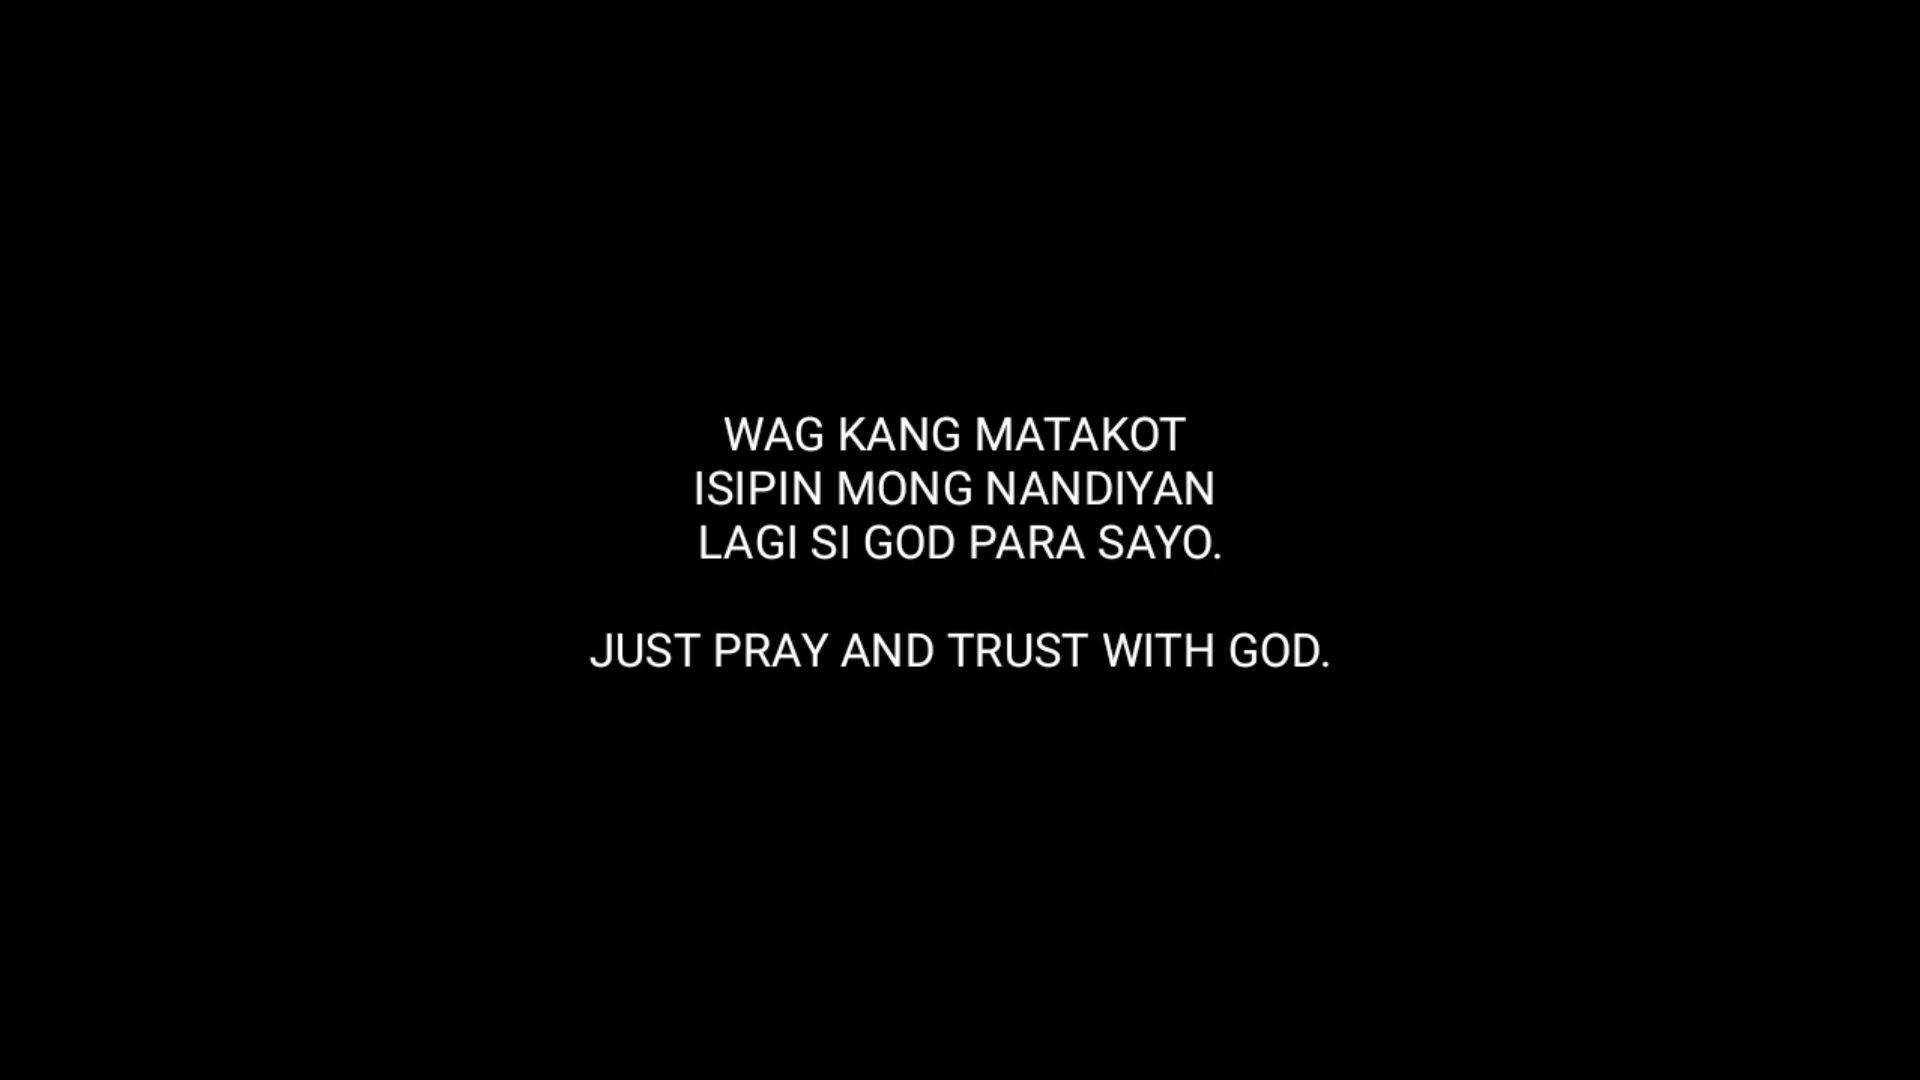 WAG KANG MATAKOT
ISIPIN MONG NANDIYAN
LAGI SI GOD PARA SAYO.
JUST PRAY AND TRUST WITH GOD.